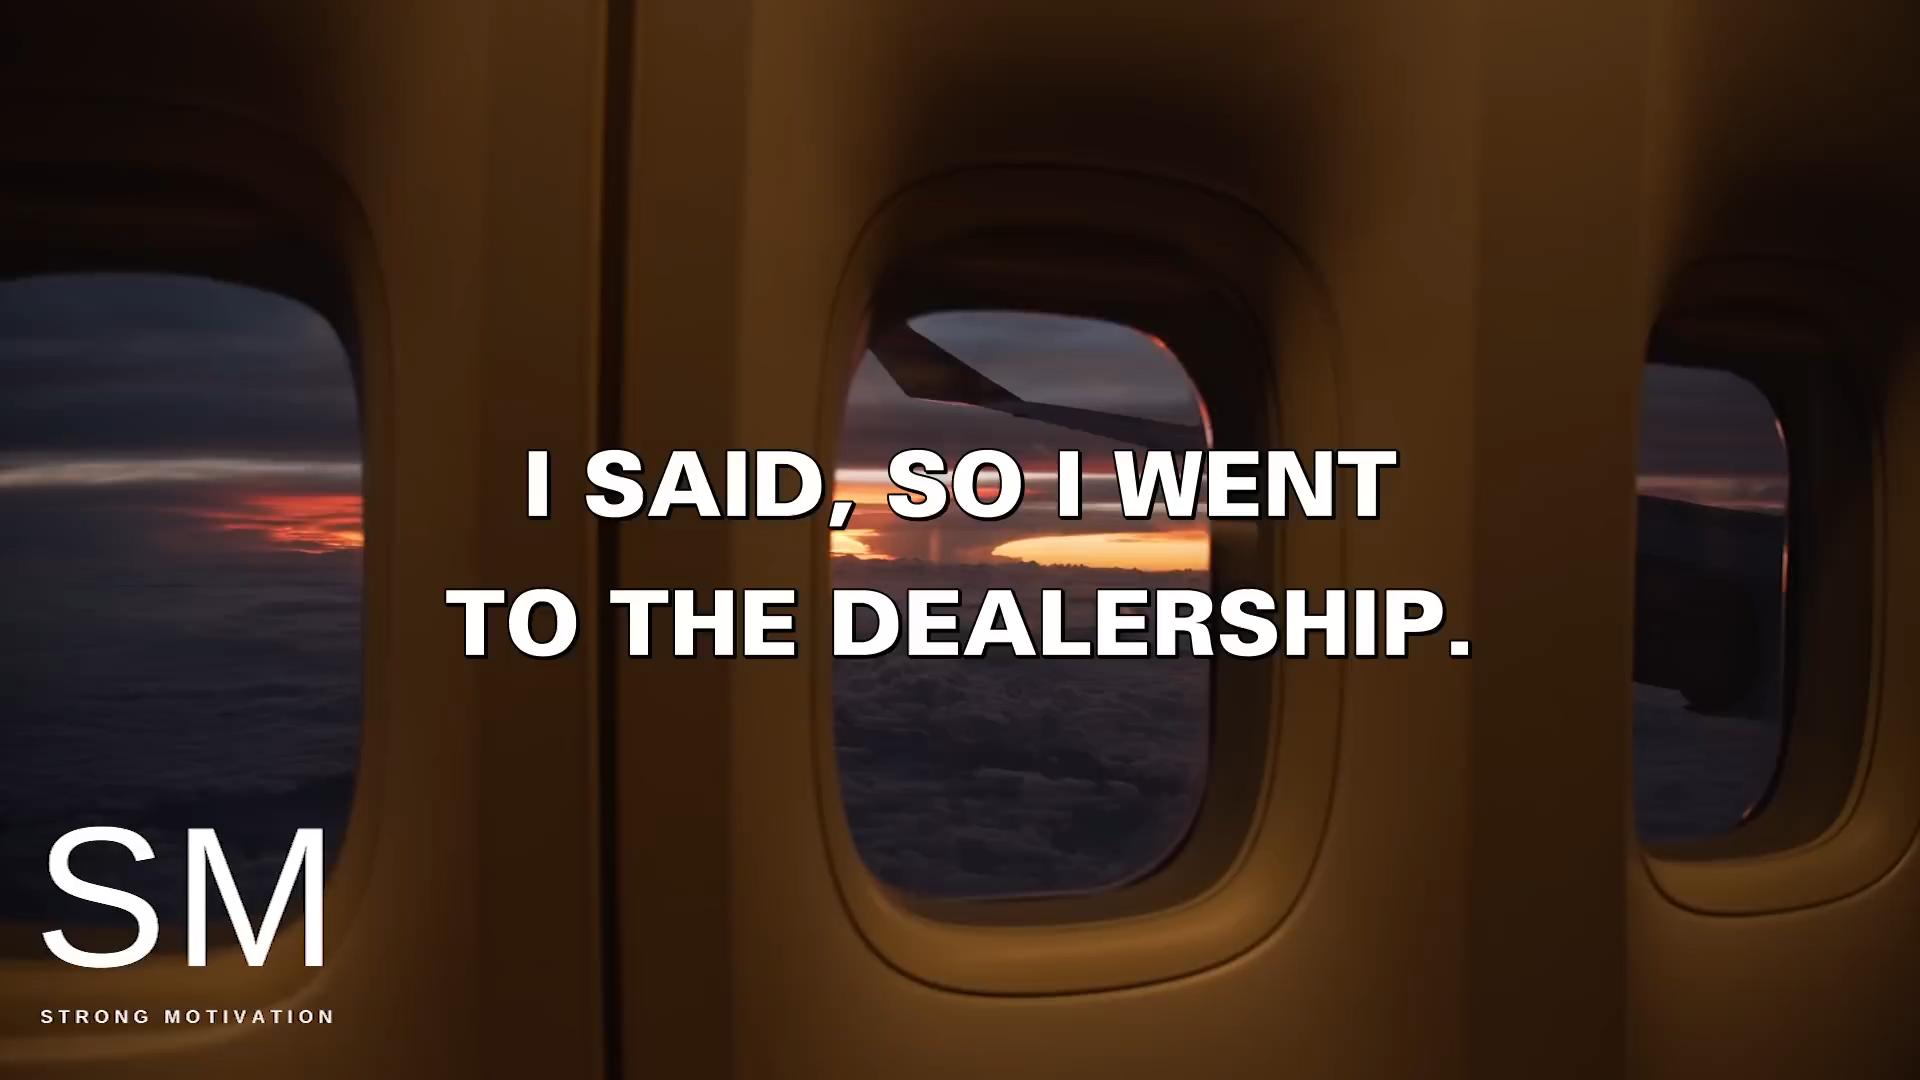 I SAID, SO I WENT
TO THE DEALERSHIP.
SM
STRONG MOTIVATION